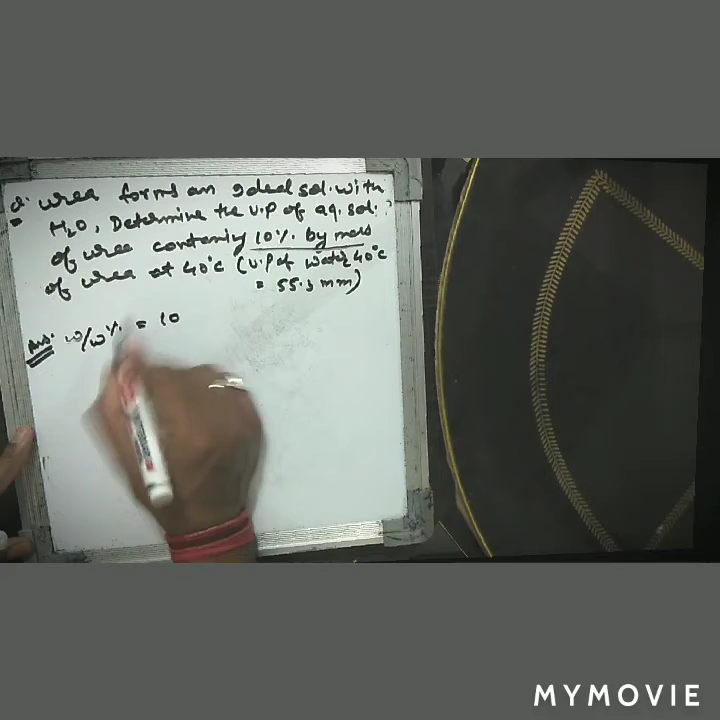 Q: urea forms an Ideal sol. with
H2O, Determine the V.P of aq. sol.
of urea containing 10% by mass
of urea at 40°c (V.P of water 40°c
= 55.3 mm)
Ans: w/w% = 10
MYMOVIE